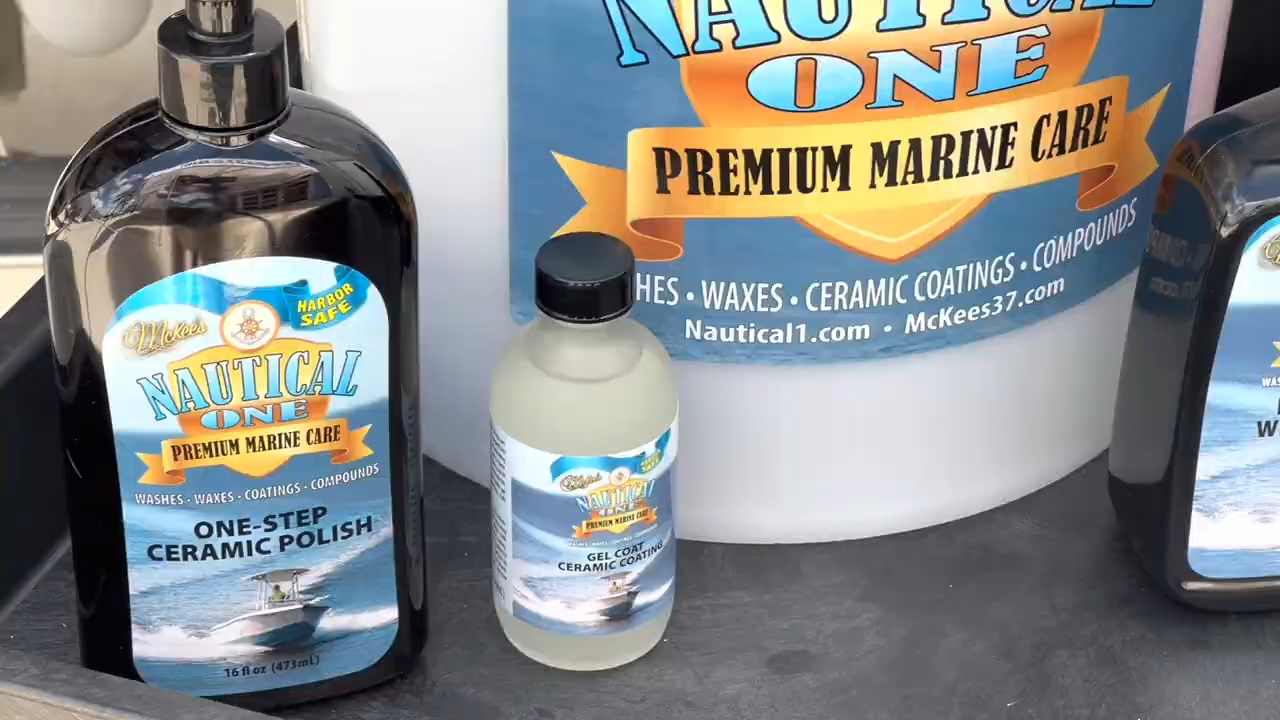 McKee's
HARBOR
SAFE
NAUTICAL
ONE
PREMIUM MARINE CARE
WASHES • WAXES • COATINGS • COMPOUNDS
ONE-STEP
CERAMIC POLISH
16 fl oz (473mL)
NAUTICAL
ONE
PREMIUM MARINE CARE
GEL COAT
CERAMIC COATING
NAUTICAL
ONE
PREMIUM MARINE CARE
HES • WAXES • CERAMIC COATINGS • COMPOUNDS
Nautical1.com • McKees37.com